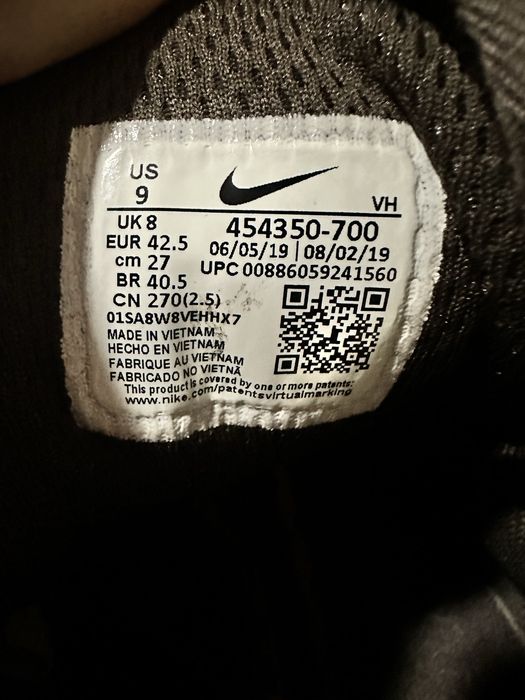 US
9
VH
UK 8
EUR 42.5
cm 27
BR 40.5
CN 270(2.5)
454350-700
06/05/19 | 08/02/19
UPC 00886059241560
01SA8W8VEHHX7
MADE IN VIETNAM
HECHO EN VIETNAM
FABRIQUE AU VIETNAM
FABRICADO NO VIETNÃ
This product is covered by one or more patents:
www.nike.com/patentsvirtualmarking